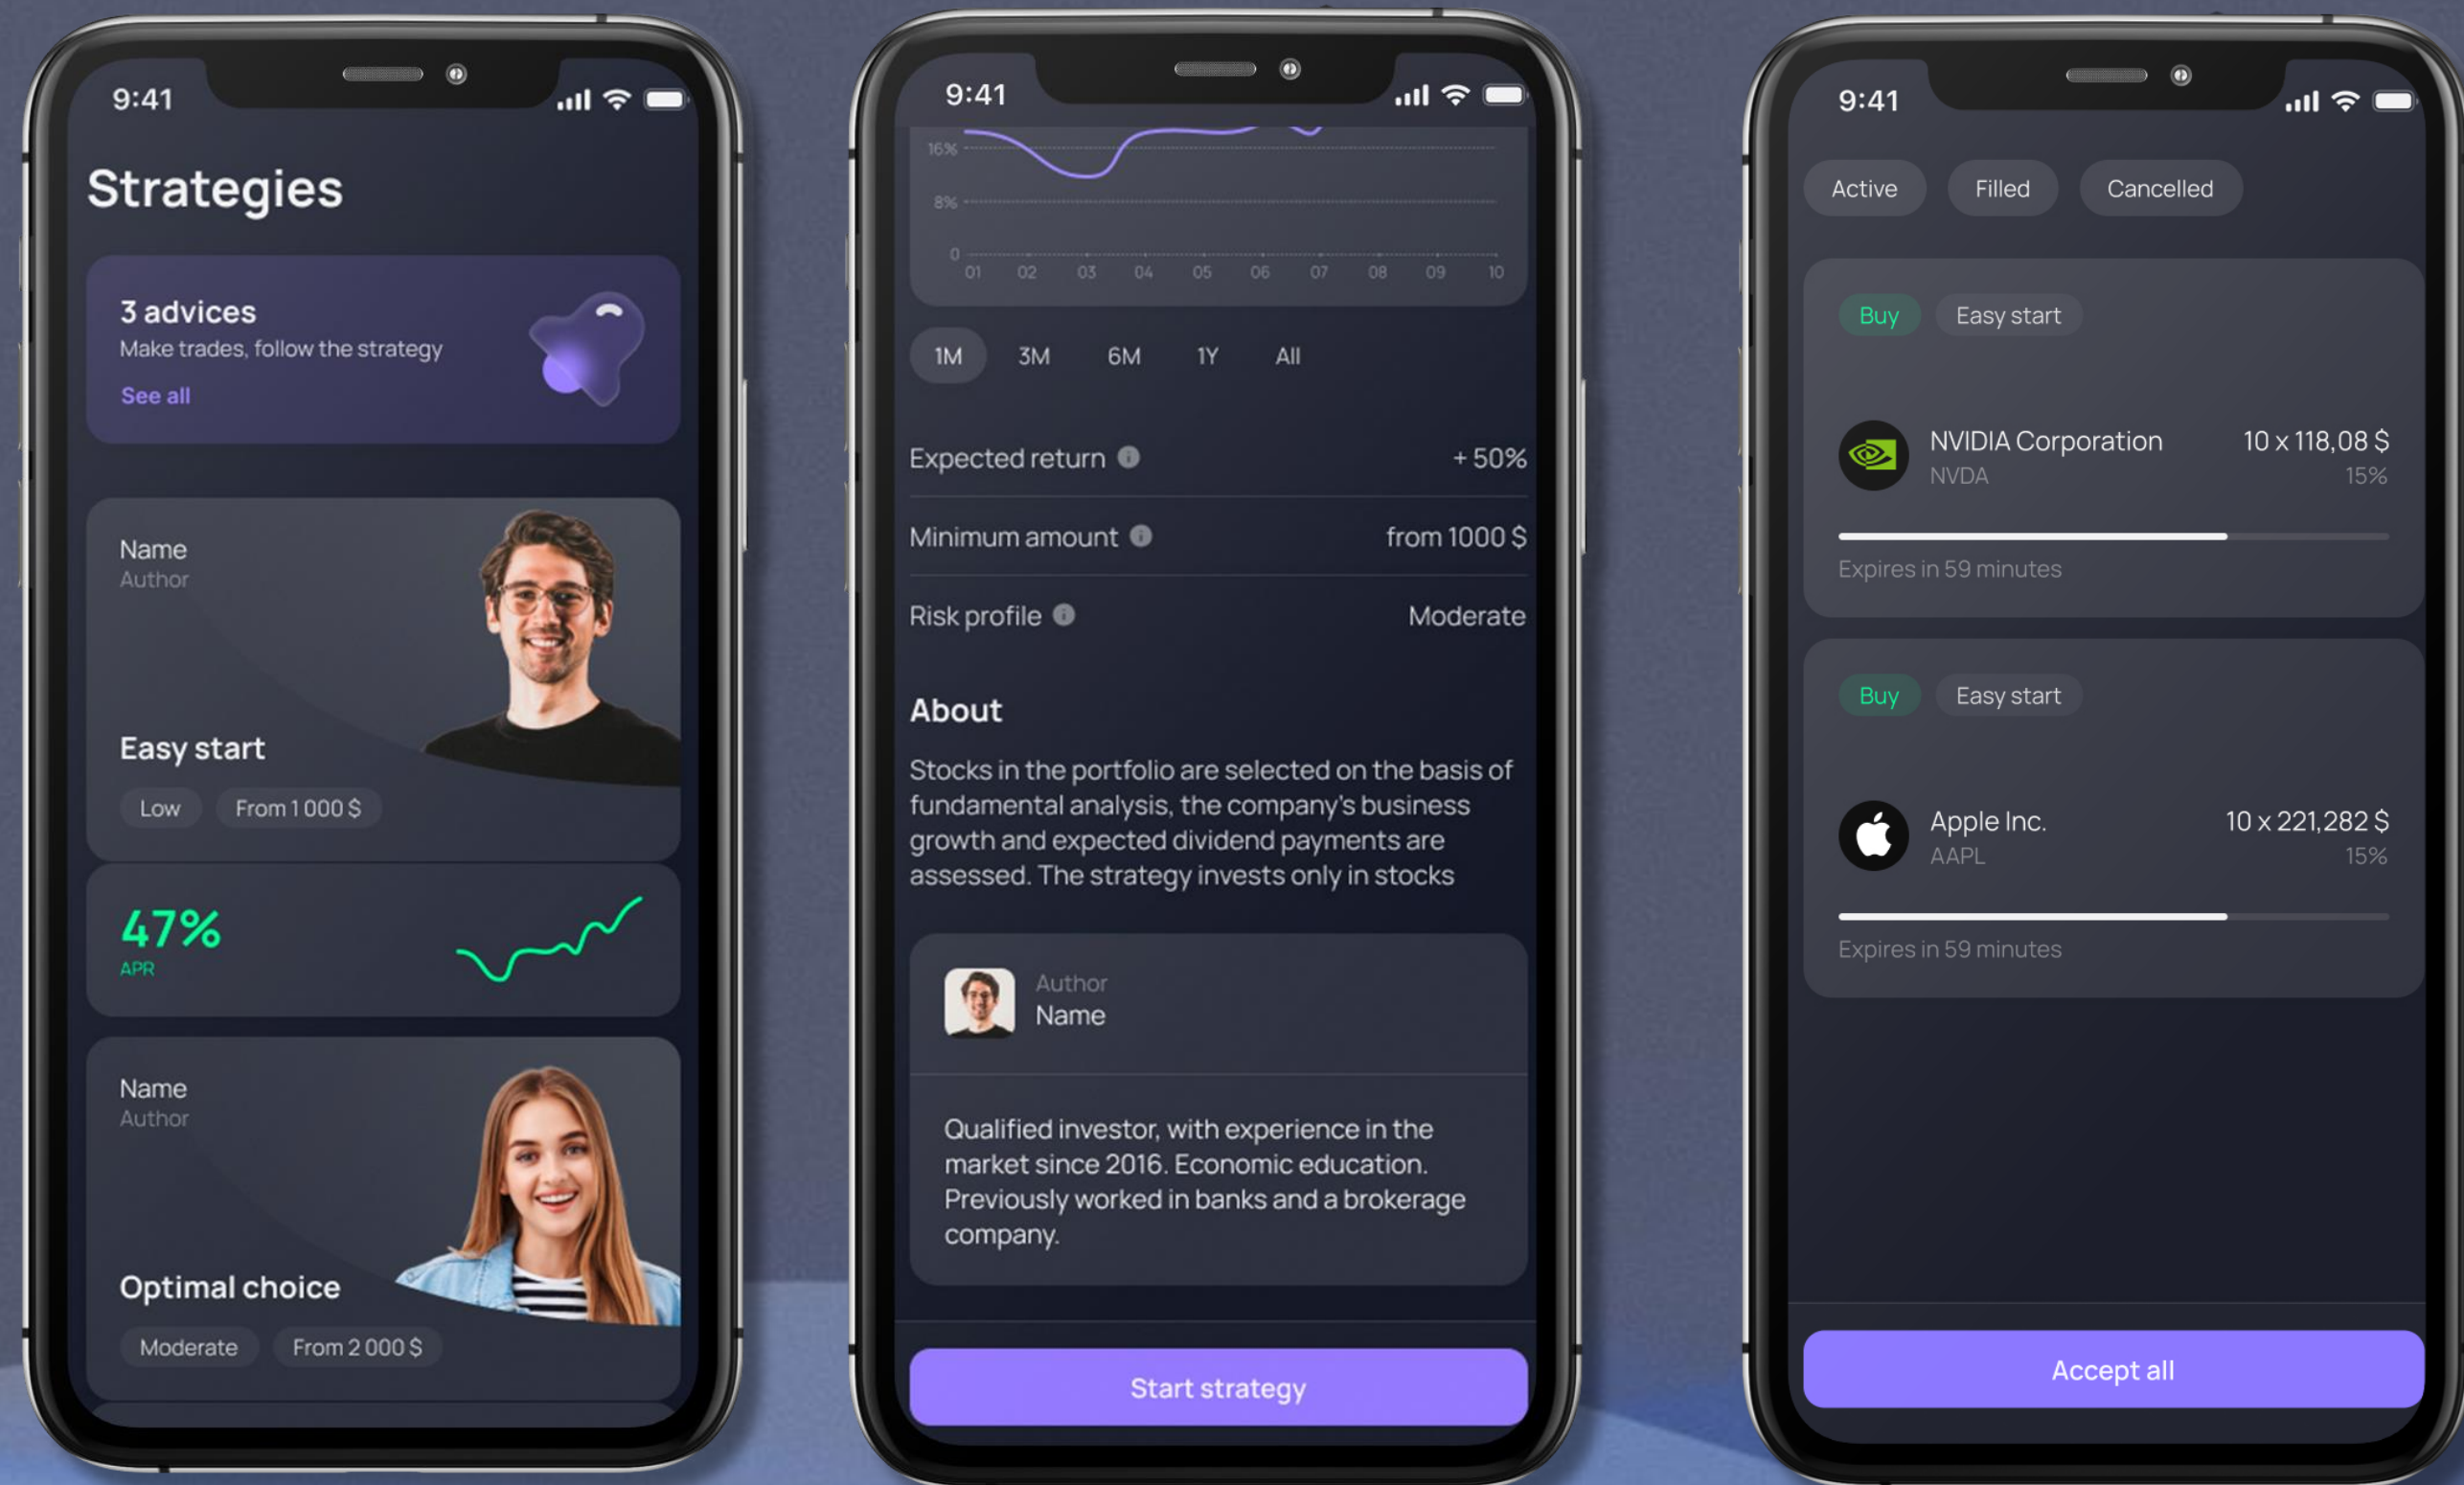 9:41
Strategies
3 advices
Make trades, follow the strategy
See all
Name
Author
Easy start
Low From 1 000 $
47%
APR
Name
Author
Optimal choice
Moderate From 2 000 $
9:41
16%
8%
0
01 02 03 04 05 06 07 08 09 10
1M 3M 6M 1Y All
Expected return + 50%
Minimum amount from 1000 $
Risk profile Moderate
About
Stocks in the portfolio are selected on the basis of
fundamental analysis, the company's business
growth and expected dividend payments are
assessed. The strategy invests only in stocks
Author
Name
Qualified investor, with experience in the
market since 2016. Economic education.
Previously worked in banks and a brokerage
company.
Start strategy
9:41
Active Filled Cancelled
Buy Easy start
NVIDIA Corporation 10 x 118,08 $
NVDA 15%
Expires in 59 minutes
Buy Easy start
Apple Inc. 10 x 221,282 $
AAPL 15%
Expires in 59 minutes
Accept all